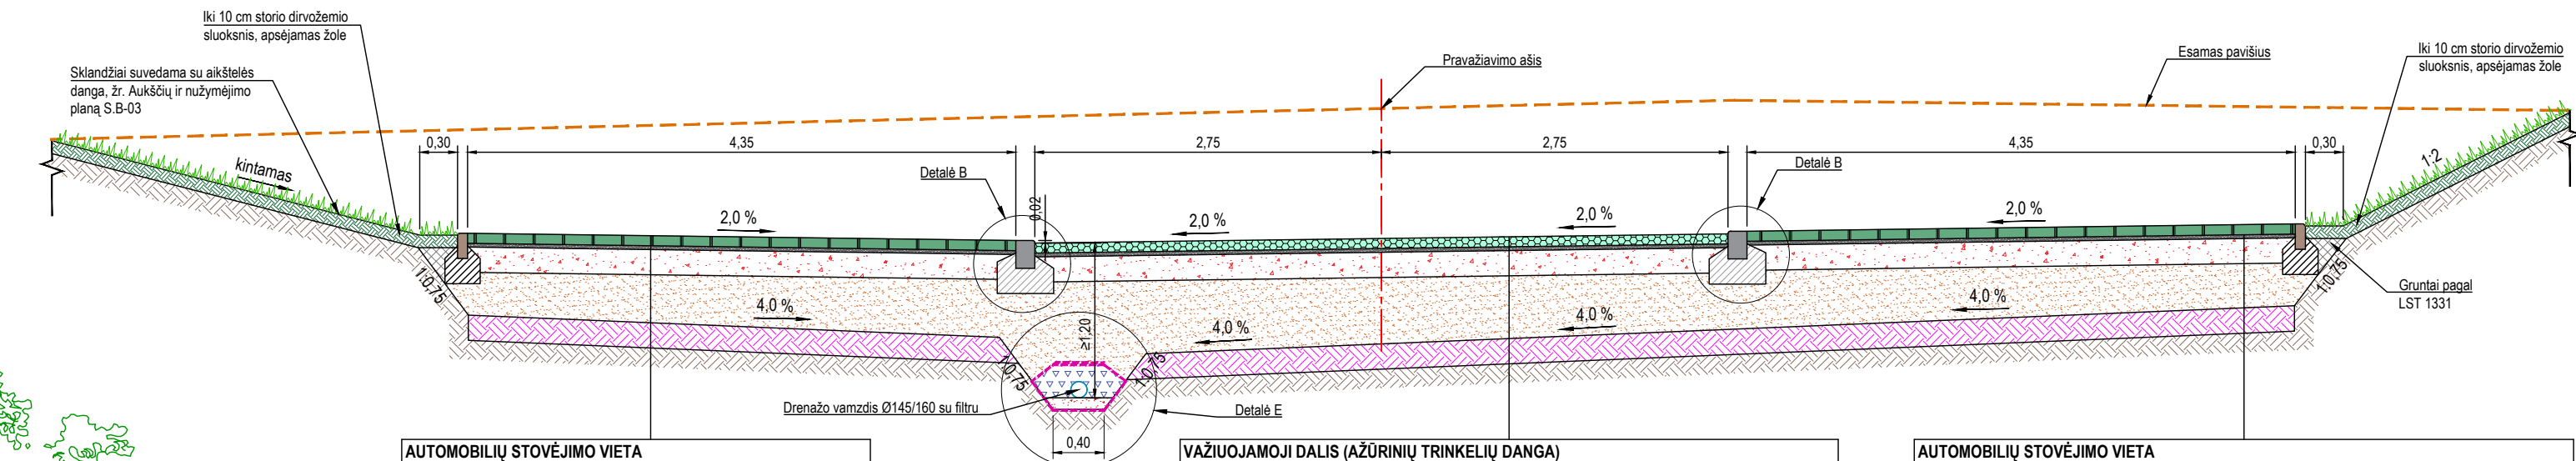 Iki 10 cm storio dirvožemio
sluoksnis, apsėjamas žole
Sklandžiai suvedama su aikštelės
danga, žr. Aukščių ir nužymėjimo
planą S.B-03
Pravažiavimo ašis
Esamas pavišius
Iki 10 cm storio dirvožemio
sluoksnis, apsėjamas žole
0,30
4,35
2,75
2,75
4,35
0,30
kintamas
Detalė B
Detalė B
1:2
0,02
2,0 %
2,0 %
2,0 %
2,0 %
1:0,75
1:0,75
Gruntai pagal
LST 1331
4,0 %
4,0 %
4,0 %
4,0 %
≥1,20
1:0,75
1:0,75
Drenažo vamzdis Ø145/160 su filtru
Detalė E
0,40
AUTOMOBILIŲ STOVĖJIMO VIETA
VAŽIUOJAMOJI DALIS (AŽŪRINIŲ TRINKELIŲ DANGA)
AUTOMOBILIŲ STOVĖJIMO VIETA